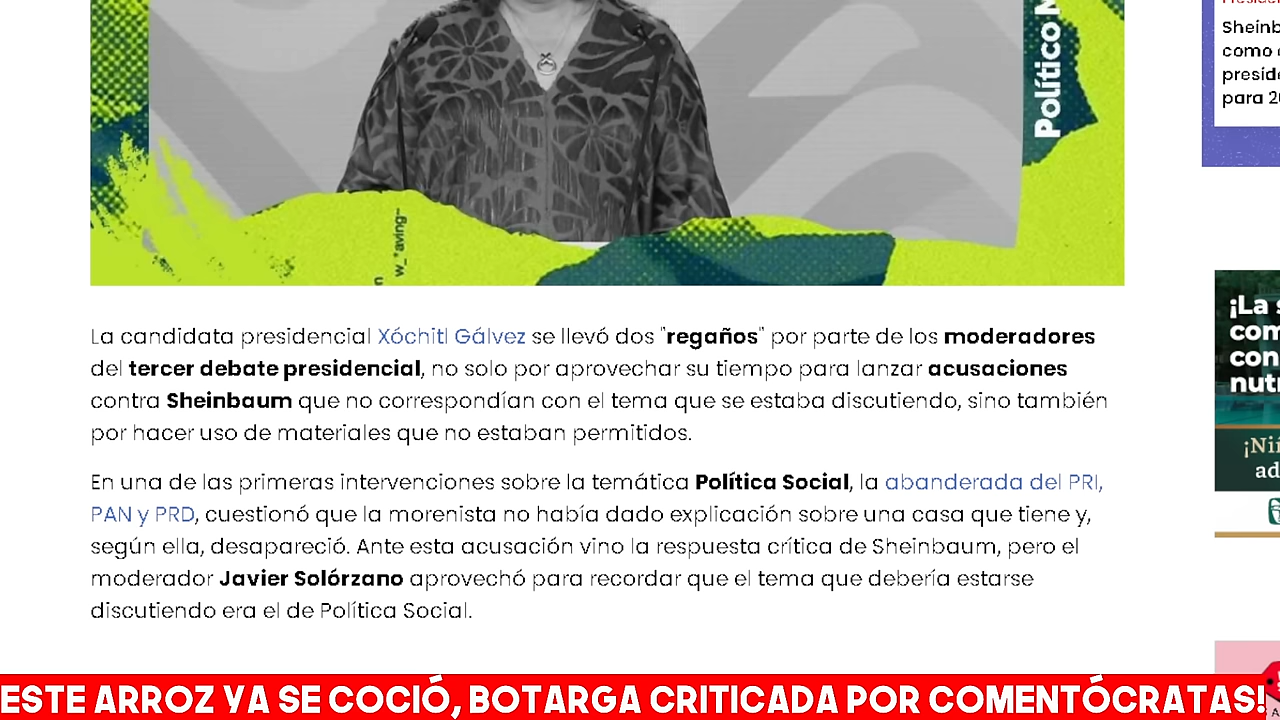 Político M
Sheinb
como
presid
para 2
w_*aving~
La candidata presidencial Xóchitl Gálvez se llevó dos "regaños" por parte de los moderadores
del tercer debate presidencial, no solo por aprovechar su tiempo para lanzar acusaciones
contra Sheinbaum que no correspondían con el tema que se estaba discutiendo, sino también
por hacer uso de materiales que no estaban permitidos.
En una de las primeras intervenciones sobre la temática Política Social, la abanderada del PRI,
PAN y PRD, cuestionó que la morenista no había dado explicación sobre una casa que tiene y,
según ella, desapareció. Ante esta acusación vino la respuesta crítica de Sheinbaum, pero el
moderador Javier Solórzano aprovechó para recordar que el tema que debería estarse
discutiendo era el de Política Social.
¡La s
com
con
nutr
¡Niñ
ad
ESTE ARROZ YA SE COCIÓ, BOTARGA CRITICADA POR COMENTÓCRATAS!